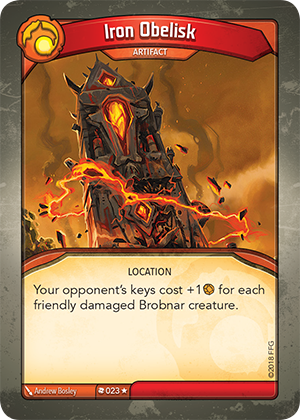 Iron Obelisk
ARTIFACT
LOCATION
Your opponent's keys cost +1 for each
friendly damaged Brobnar creature.
©2018 FFG
Andrew Bosley
023